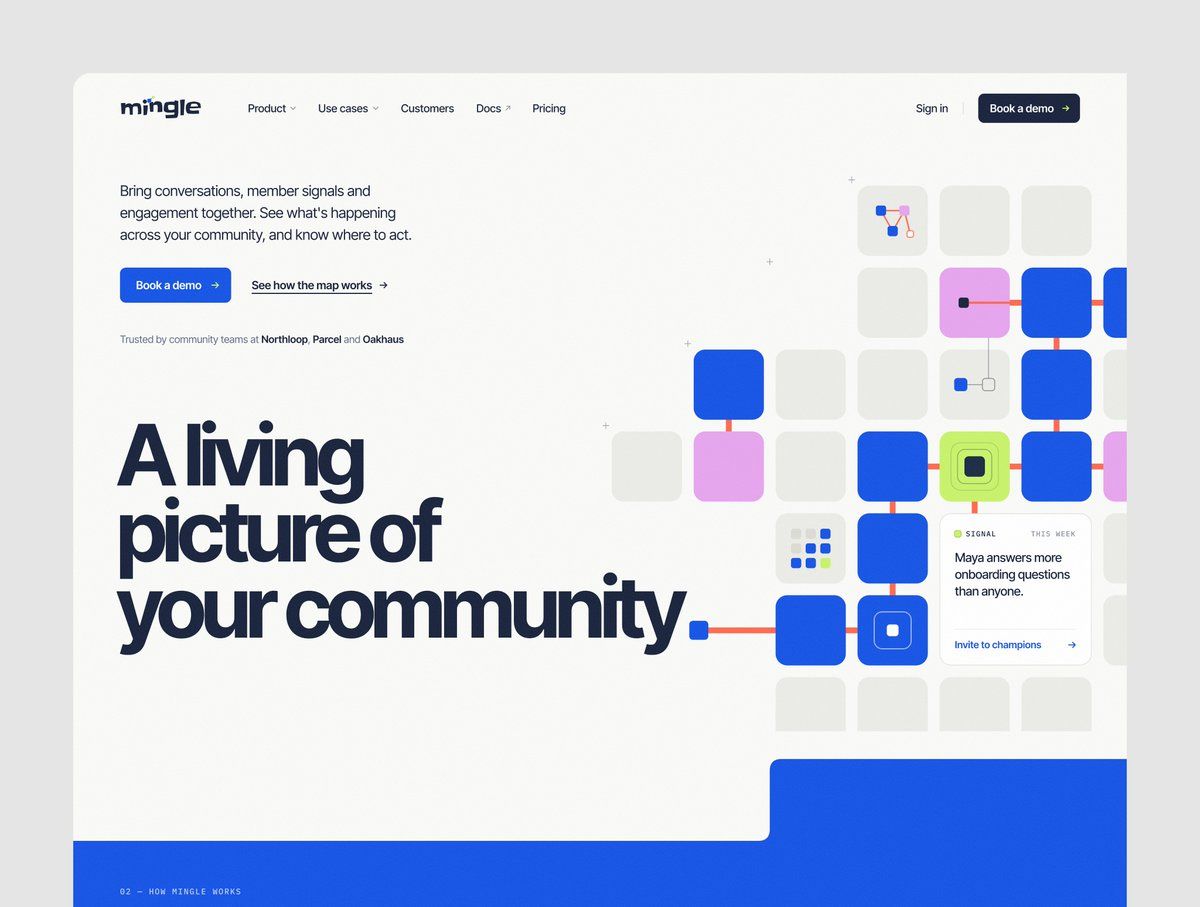 mingle
Product
Use cases
Customers
Docs
Pricing
Sign in
Book a demo →
Bring conversations, member signals and
engagement together. See what's happening
across your community, and know where to act.
Book a demo →
See how the map works →
Trusted by community teams at Northloop, Parcel and Oakhaus
A living
picture of
your community
SIGNAL
THIS WEEK
Maya answers more
onboarding questions
than anyone.
Invite to champions →
02 — HOW MINGLE WORKS